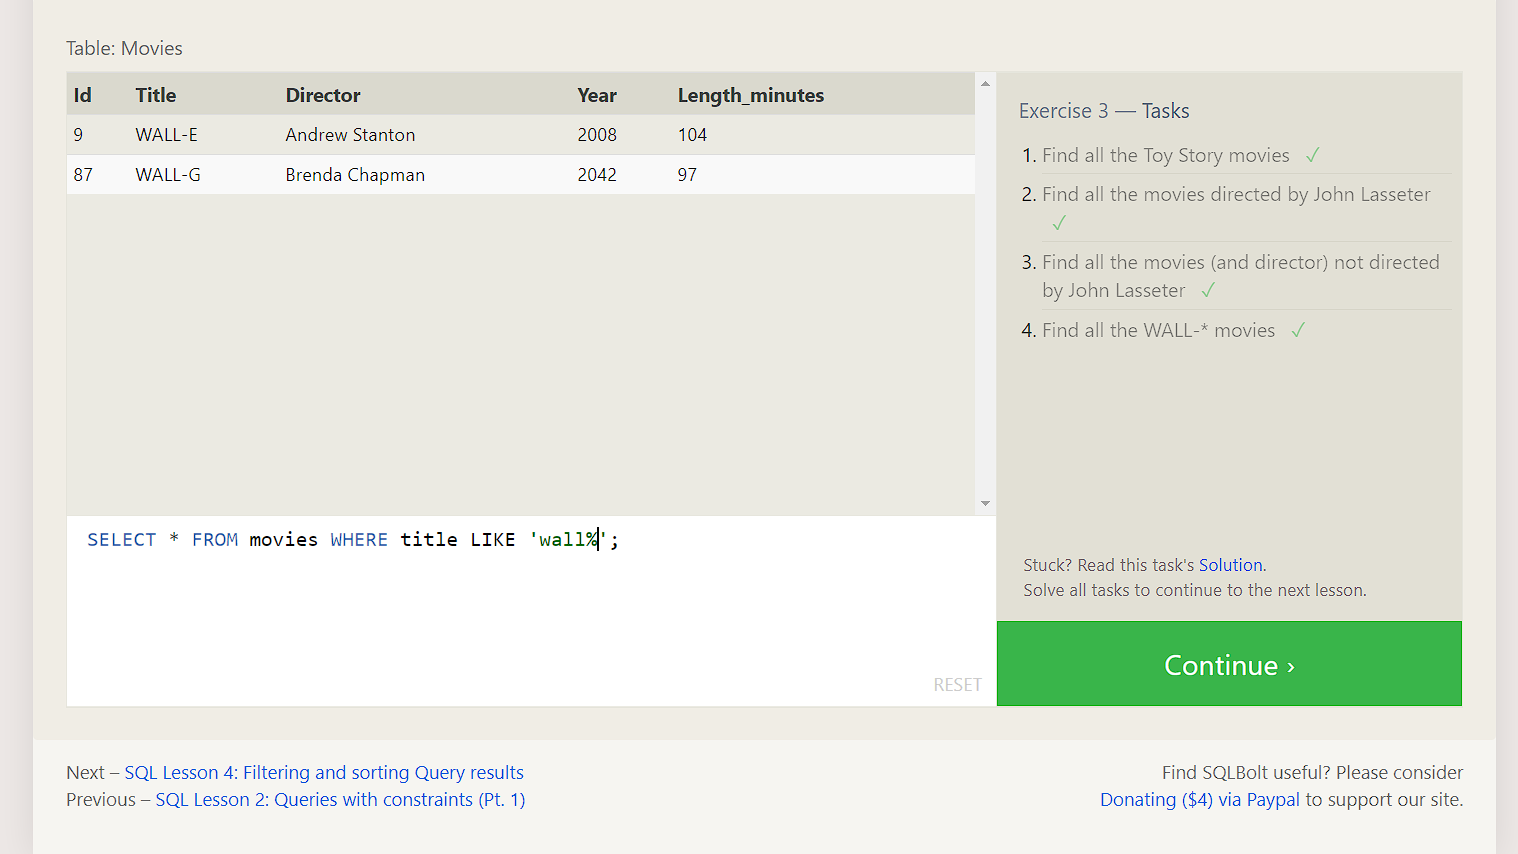 Table: Movies
Id Title Director Year Length_minutes
9 WALL-E Andrew Stanton 2008 104
87 WALL-G Brenda Chapman 2042 97
SELECT * FROM movies WHERE title LIKE 'wall%';
RESET
Exercise 3 — Tasks
1. Find all the Toy Story movies ✓
2. Find all the movies directed by John Lasseter
✓
3. Find all the movies (and director) not directed
by John Lasseter ✓
4. Find all the WALL-* movies ✓
Stuck? Read this task's Solution.
Solve all tasks to continue to the next lesson.
Continue ›
Next – SQL Lesson 4: Filtering and sorting Query results
Previous – SQL Lesson 2: Queries with constraints (Pt. 1)
Find SQLBolt useful? Please consider
Donating ($4) via Paypal to support our site.